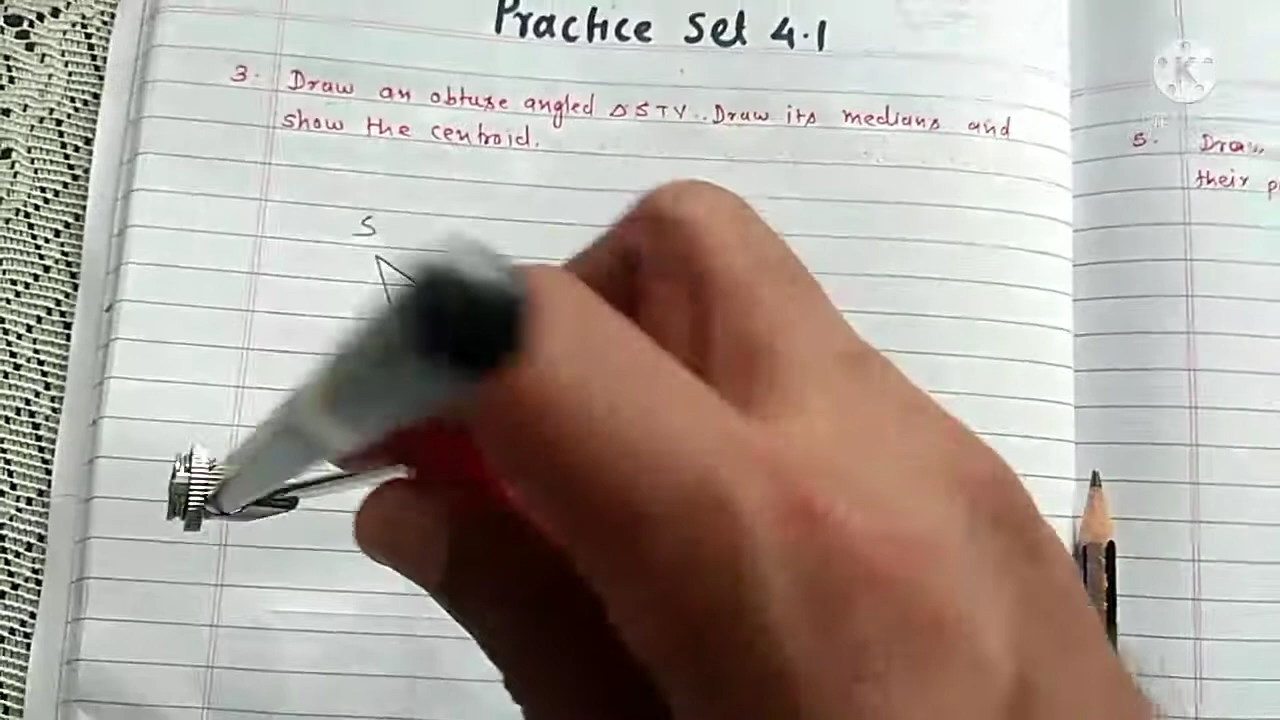 Practice Set 4.1
3. Draw an obtuse angled △STV. Draw its medians and
show the centroid.
S
5. Draw
their
K